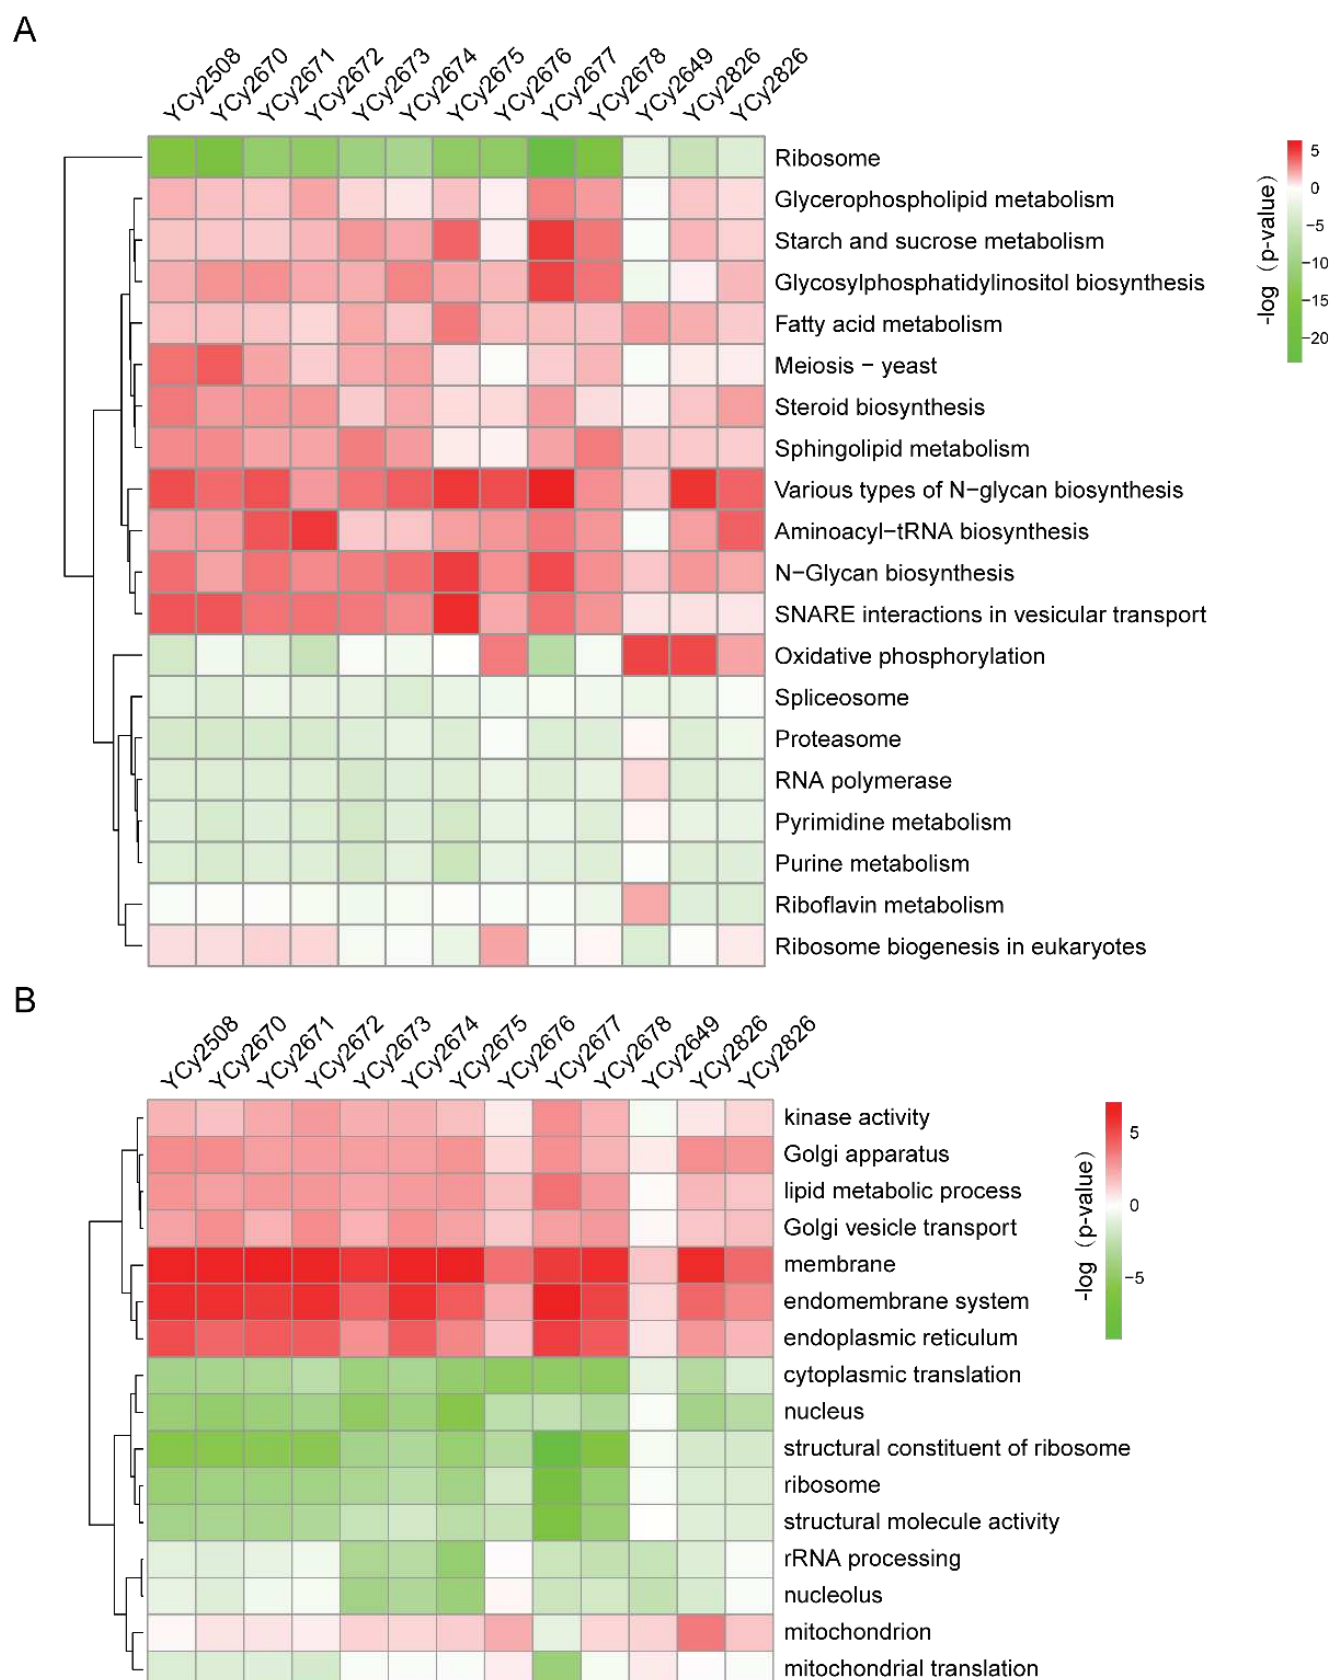 A
YCy2508 YCy2670 YCy2671 YCy2672 YCy2673 YCy2674 YCy2675 YCy2676 YCy2677 YCy2678 YCy2649 YCy2826 YCy2826
Ribosome
Glycerophospholipid metabolism
Starch and sucrose metabolism
Glycosylphosphatidylinositol biosynthesis
Fatty acid metabolism
Meiosis − yeast
Steroid biosynthesis
Sphingolipid metabolism
Various types of N−glycan biosynthesis
Aminoacyl−tRNA biosynthesis
N−Glycan biosynthesis
SNARE interactions in vesicular transport
Oxidative phosphorylation
Spliceosome
Proteasome
RNA polymerase
Pyrimidine metabolism
Purine metabolism
Riboflavin metabolism
Ribosome biogenesis in eukaryotes
-log（p-value）
5
0
−5
−10
−15
−20
B
YCy2508 YCy2670 YCy2671 YCy2672 YCy2673 YCy2674 YCy2675 YCy2676 YCy2677 YCy2678 YCy2649 YCy2826 YCy2826
kinase activity
Golgi apparatus
lipid metabolic process
Golgi vesicle transport
membrane
endomembrane system
endoplasmic reticulum
cytoplasmic translation
nucleus
structural constituent of ribosome
ribosome
structural molecule activity
rRNA processing
nucleolus
mitochondrion
mitochondrial translation
-log（p-value）
5
0
−5